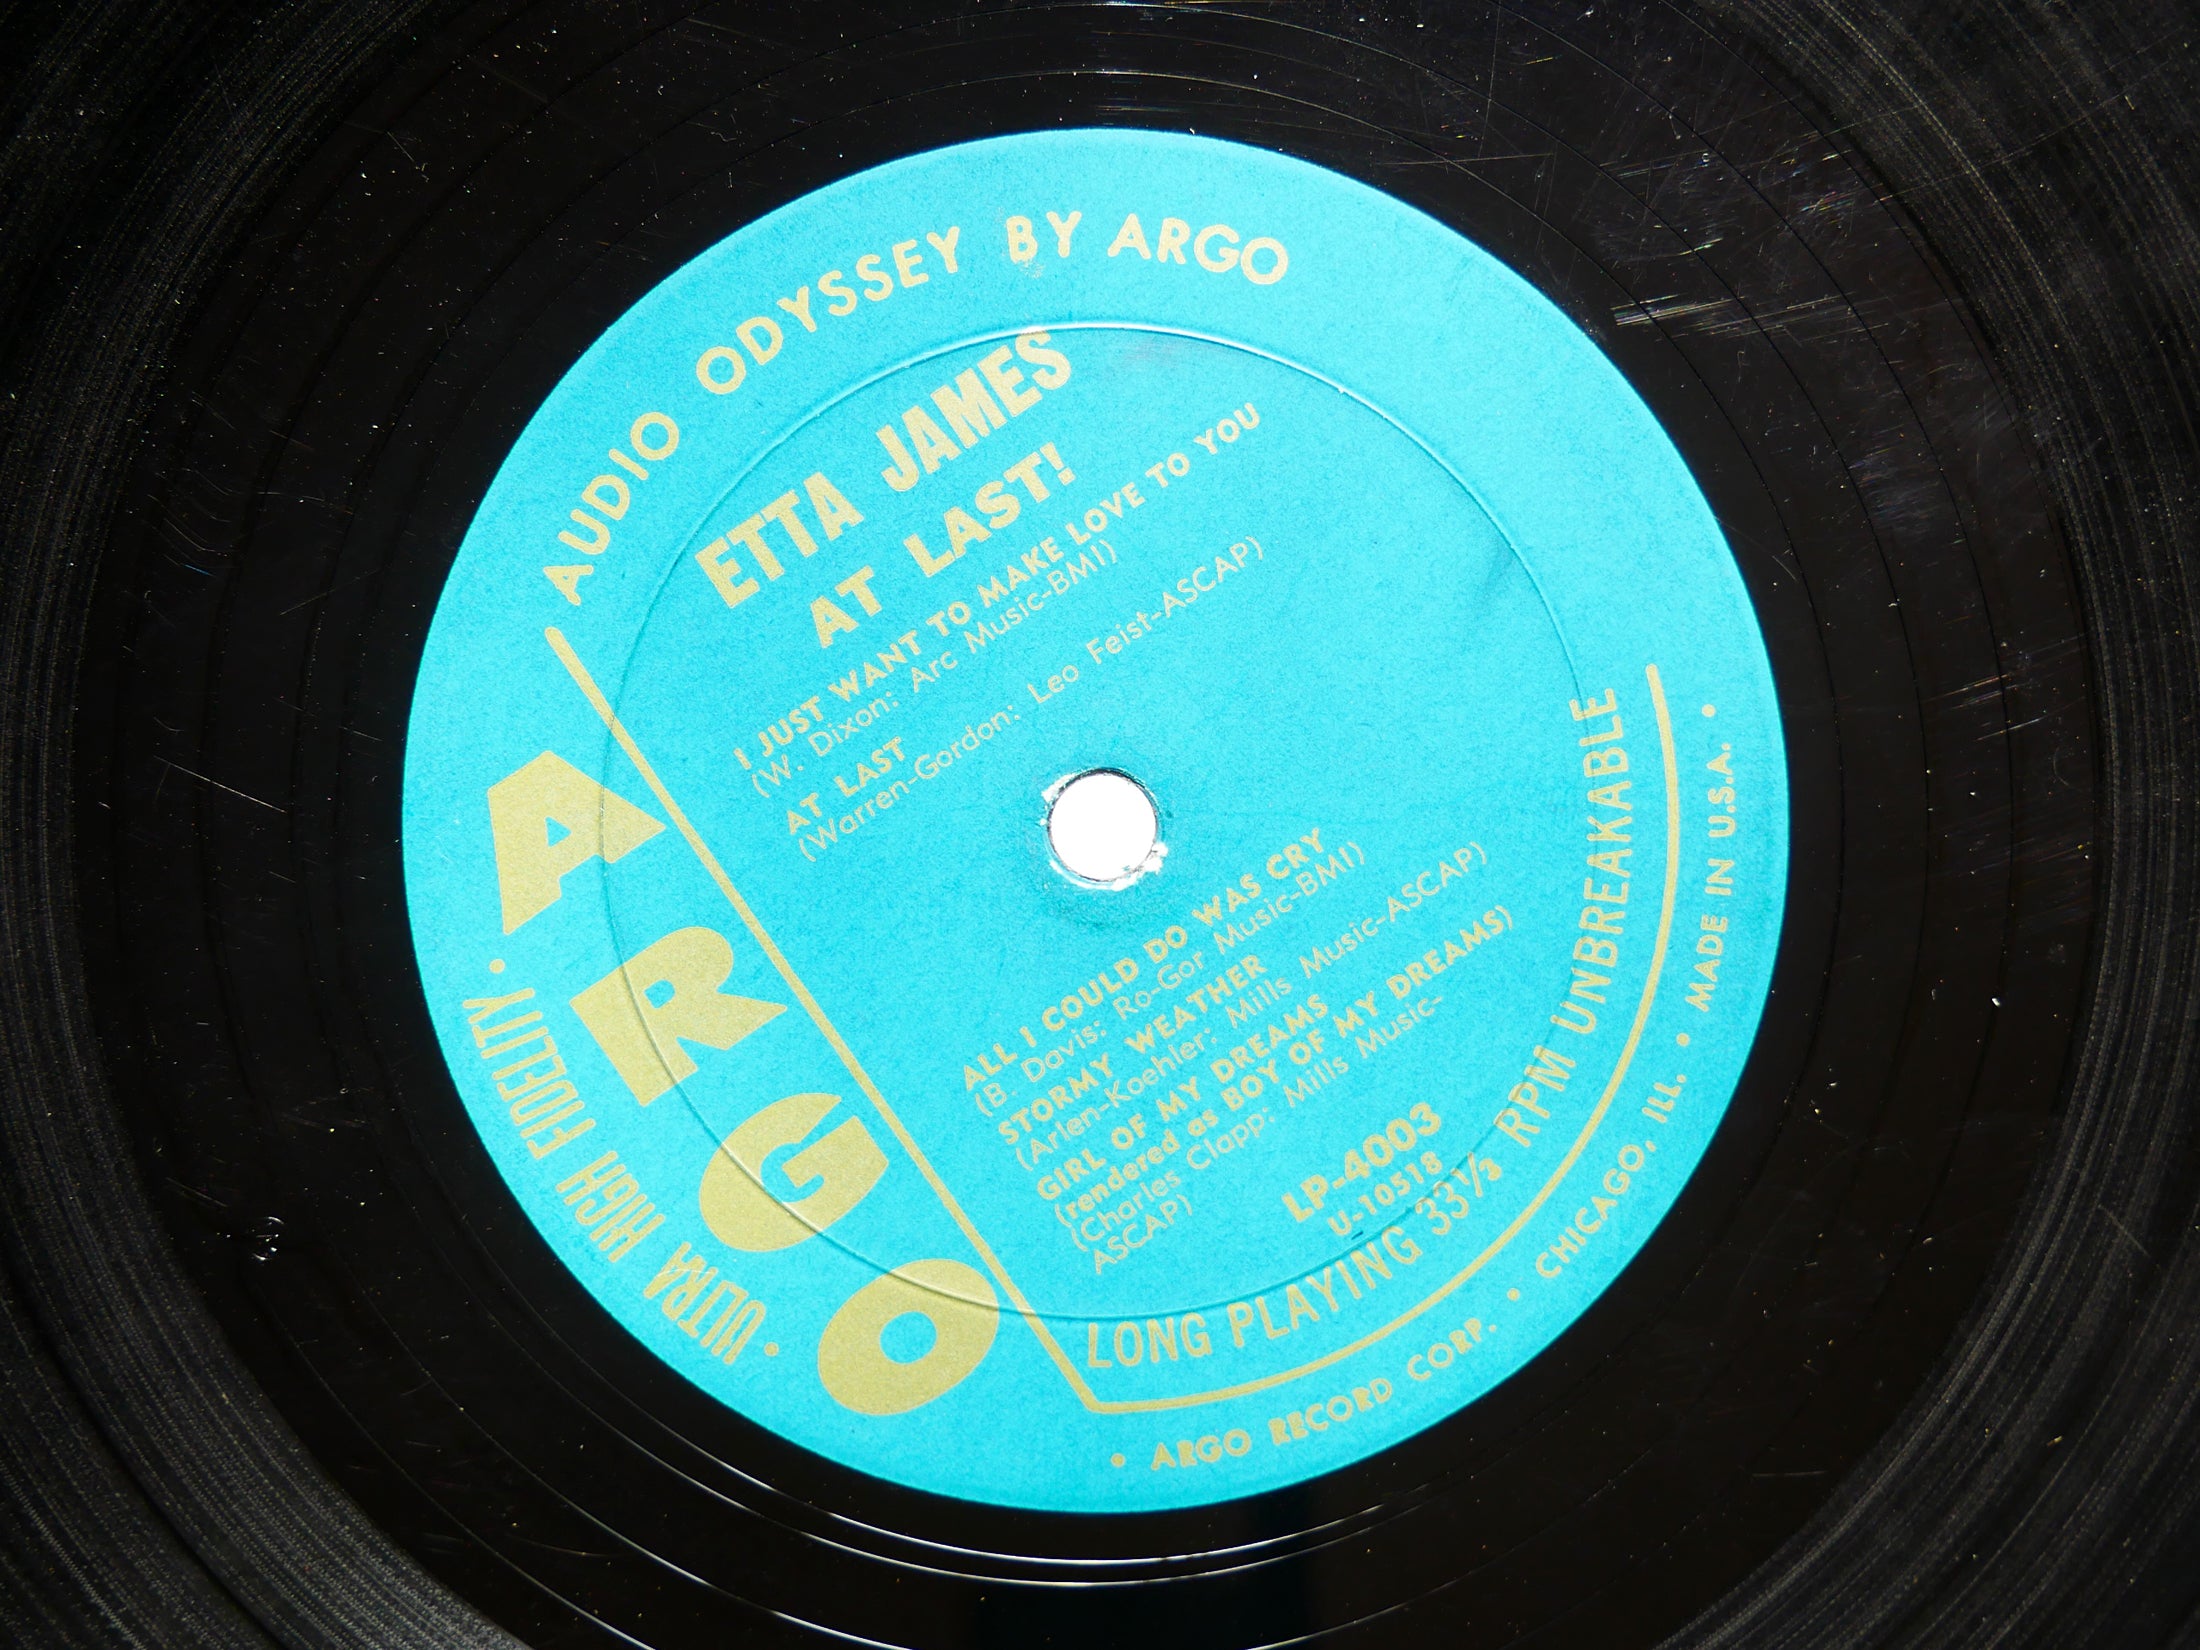 AUDIO ODYSSEY BY ARGO
ETTA JAMES
AT LAST!
I JUST WANT TO MAKE LOVE TO YOU
(W. Dixon: Arc Music-BMI)
AT LAST
(Warren-Gordon: Leo Feist-ASCAP)
ALL I COULD DO WAS CRY
(B. Davis: Ro-Gor Music-BMI)
STORMY WEATHER
(Arlen-Koehler: Mills Music-ASCAP)
GIRL OF MY DREAMS
(rendered as BOY OF MY DREAMS)
(Charles Clapp: Mills Music-
ASCAP)
LP-4003
U-10518
LONG PLAYING 33⅓ RPM UNBREAKABLE
ARGO
• ULTRA HIGH FIDELITY •
• ARGO RECORD CORP. • CHICAGO, ILL. • MADE IN U.S.A. •